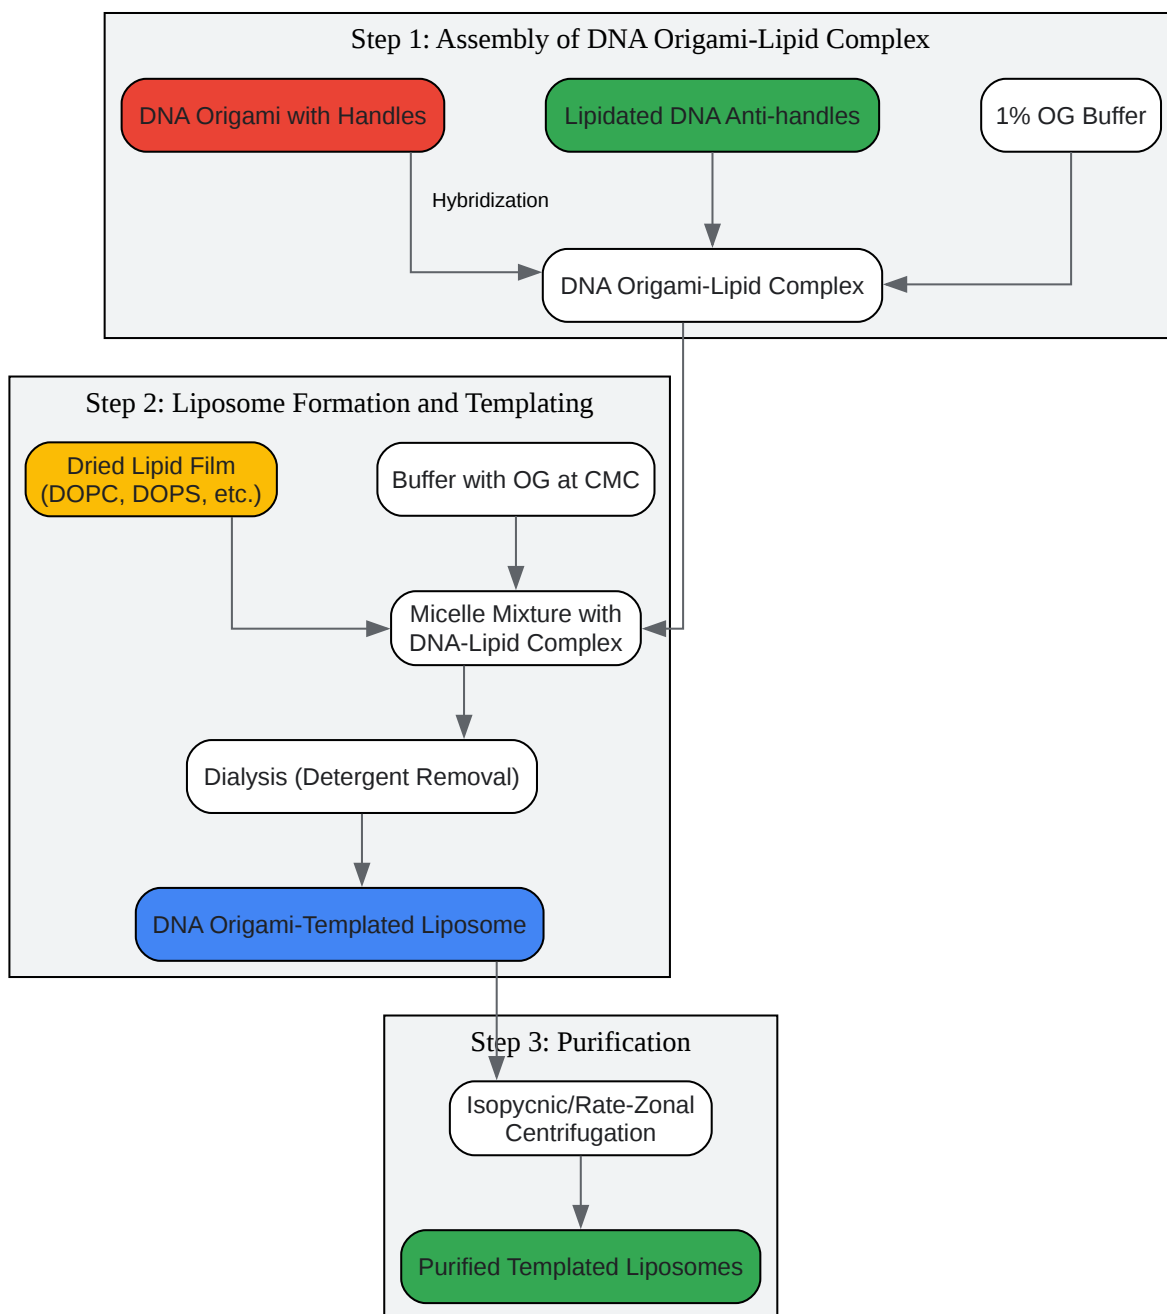 Step 1: Assembly of DNA Origami-Lipid Complex
DNA Origami with Handles
Lipidated DNA Anti-handles
1% OG Buffer
Hybridization
DNA Origami-Lipid Complex
Step 2: Liposome Formation and Templating
Dried Lipid Film
(DOPC, DOPS, etc.)
Buffer with OG at CMC
Micelle Mixture with
DNA-Lipid Complex
Dialysis (Detergent Removal)
DNA Origami-Templated Liposome
Step 3: Purification
Isopycnic/Rate-Zonal
Centrifugation
Purified Templated Liposomes